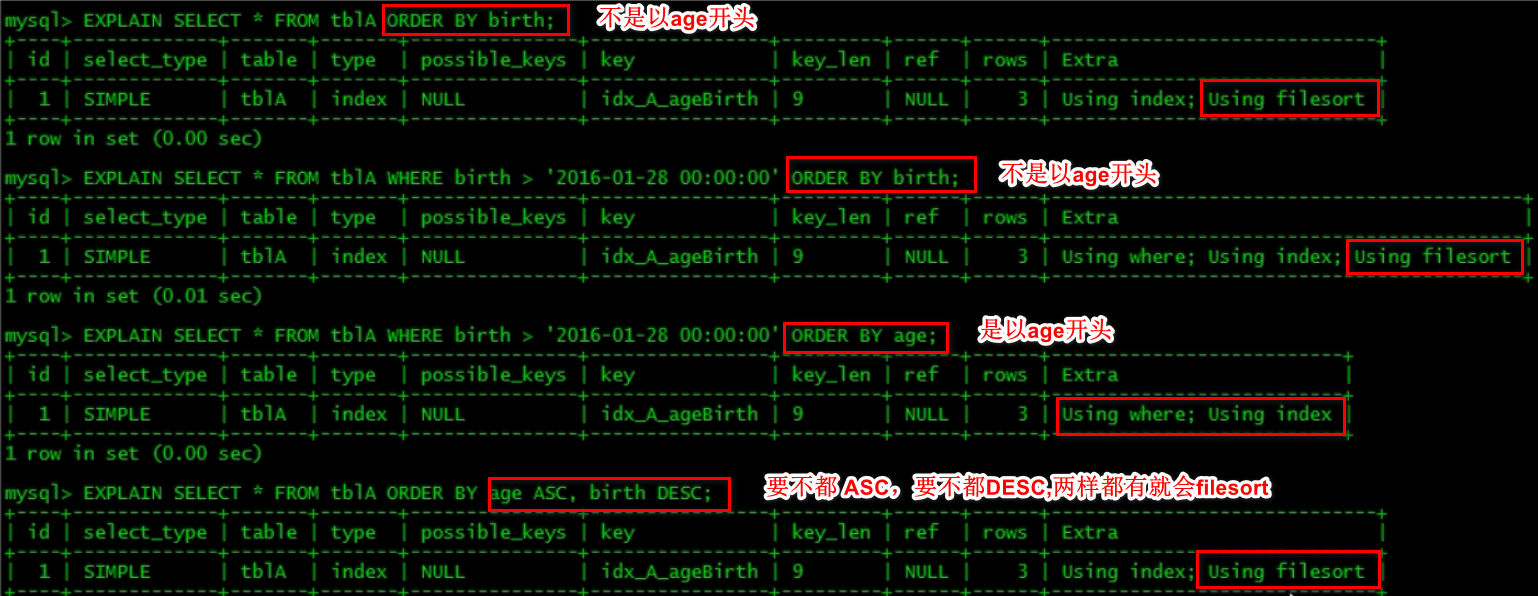 mysql> EXPLAIN SELECT * FROM tblA ORDER BY birth; 不是以age开头
| id | select_type | table | type | possible_keys | key | key_len | ref | rows | Extra |
| 1 | SIMPLE | tblA | index | NULL | idx_A_ageBirth | 9 | NULL | 3 | Using index; Using filesort |
1 row in set (0.00 sec)
mysql> EXPLAIN SELECT * FROM tblA WHERE birth > '2016-01-28 00:00:00' ORDER BY birth; 不是以age开头
| id | select_type | table | type | possible_keys | key | key_len | ref | rows | Extra |
| 1 | SIMPLE | tblA | index | NULL | idx_A_ageBirth | 9 | NULL | 3 | Using where; Using index; Using filesort |
1 row in set (0.01 sec)
mysql> EXPLAIN SELECT * FROM tblA WHERE birth > '2016-01-28 00:00:00' ORDER BY age; 是以age开头
| id | select_type | table | type | possible_keys | key | key_len | ref | rows | Extra |
| 1 | SIMPLE | tblA | index | NULL | idx_A_ageBirth | 9 | NULL | 3 | Using where; Using index |
1 row in set (0.00 sec)
mysql> EXPLAIN SELECT * FROM tblA ORDER BY age ASC, birth DESC; 要不都 ASC，要不都DESC,两样都有就会filesort
| id | select_type | table | type | possible_keys | key | key_len | ref | rows | Extra |
| 1 | SIMPLE | tblA | index | NULL | idx_A_ageBirth | 9 | NULL | 3 | Using index; Using filesort |